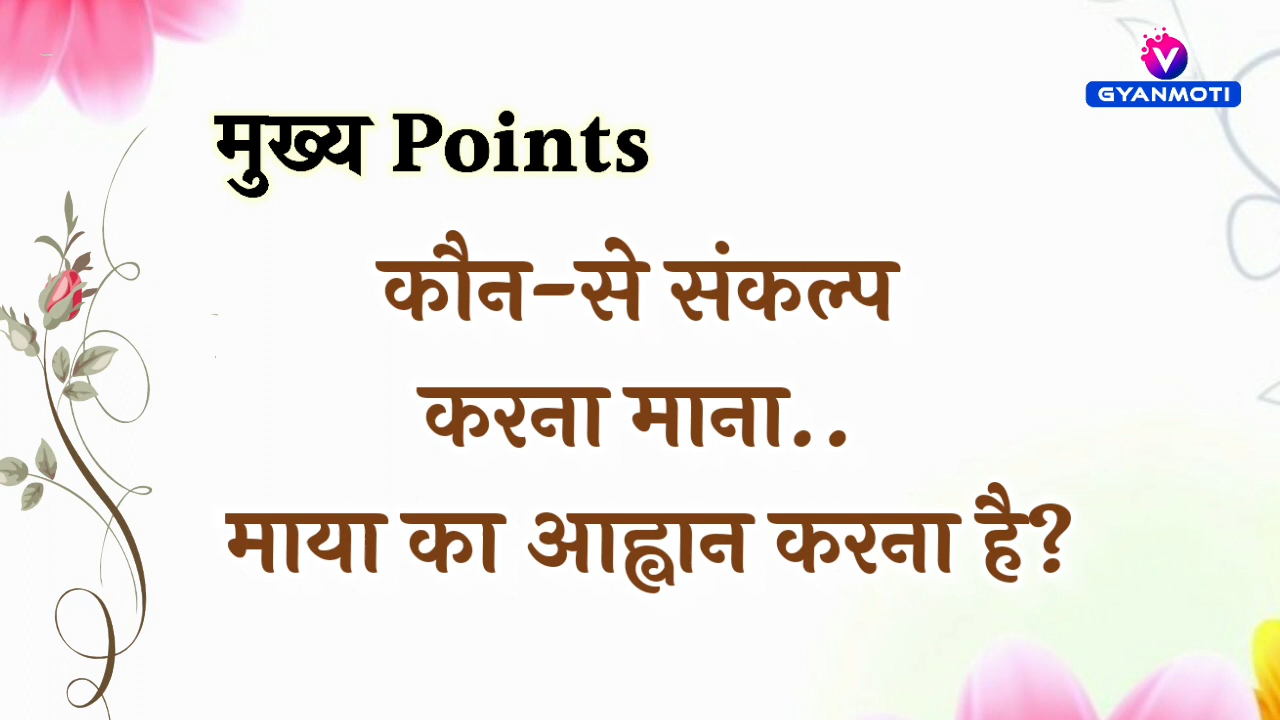 GYANMOTI
मुख्य Points
कौन-से संकल्प
करना माना..
माया का आह्वान करना है?